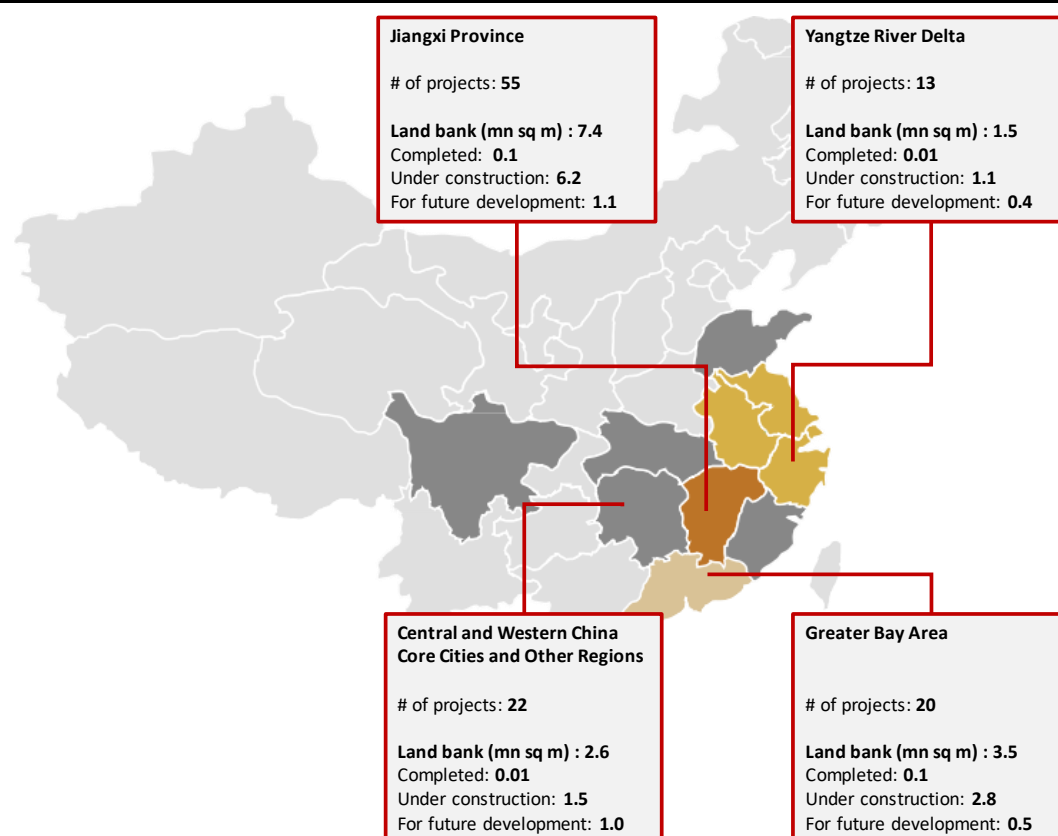 Jiangxi Province
# of projects: 55
Land bank (mn sq m) : 7.4
Completed: 0.1
Under construction: 6.2
For future development: 1.1
Yangtze River Delta
# of projects: 13
Land bank (mn sq m) : 1.5
Completed: 0.01
Under construction: 1.1
For future development: 0.4
Central and Western China
Core Cities and Other Regions
# of projects: 22
Land bank (mn sq m) : 2.6
Completed: 0.01
Under construction: 1.5
For future development: 1.0
Greater Bay Area
# of projects: 20
Land bank (mn sq m) : 3.5
Completed: 0.1
Under construction: 2.8
For future development: 0.5